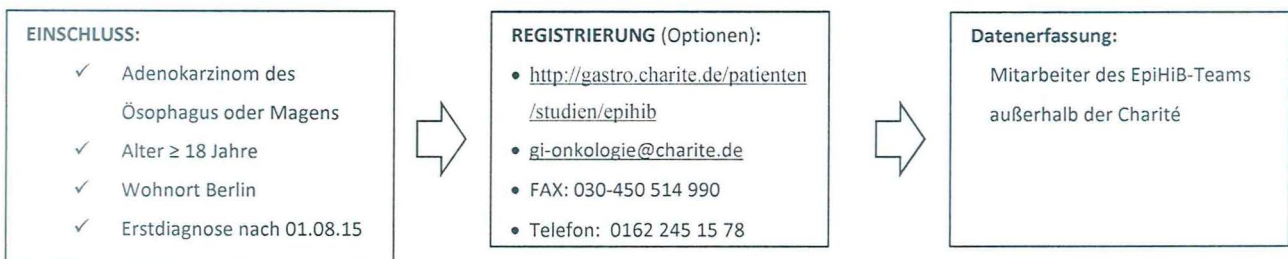 EINSCHLUSS:
✓ Adenokarzinom des
Ösophagus oder Magens
✓ Alter ≥ 18 Jahre
✓ Wohnort Berlin
✓ Erstdiagnose nach 01.08.15
REGISTRIERUNG (Optionen):
• http://gastro.charite.de/patienten
/studien/epihib
• gi-onkologie@charite.de
• FAX: 030-450 514 990
• Telefon: 0162 245 15 78
Datenerfassung:
Mitarbeiter des EpiHiB-Teams
außerhalb der Charité